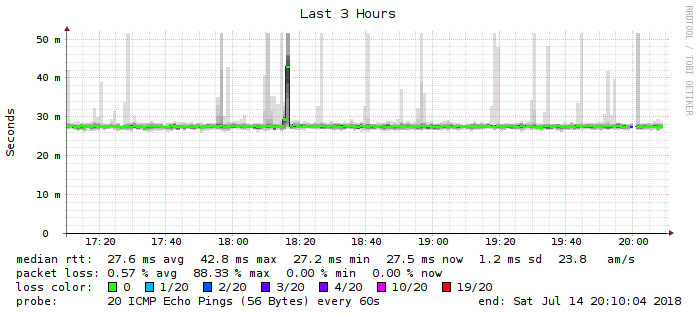 Last 3 Hours
RRDTOOL / TOBI OETIKER
Seconds
50 m
40 m
30 m
20 m
10 m
0
17:20 17:40 18:00 18:20 18:40 19:00 19:20 19:40 20:00
median rtt: 27.6 ms avg 42.8 ms max 27.2 ms min 27.5 ms now 1.2 ms sd 23.8 am/s
packet loss: 0.57 % avg 88.33 % max 0.00 % min 0.00 % now
loss color: 0 1/20 2/20 3/20 4/20 10/20 19/20
probe: 20 ICMP Echo Pings (56 Bytes) every 60s end: Sat Jul 14 20:10:04 2018